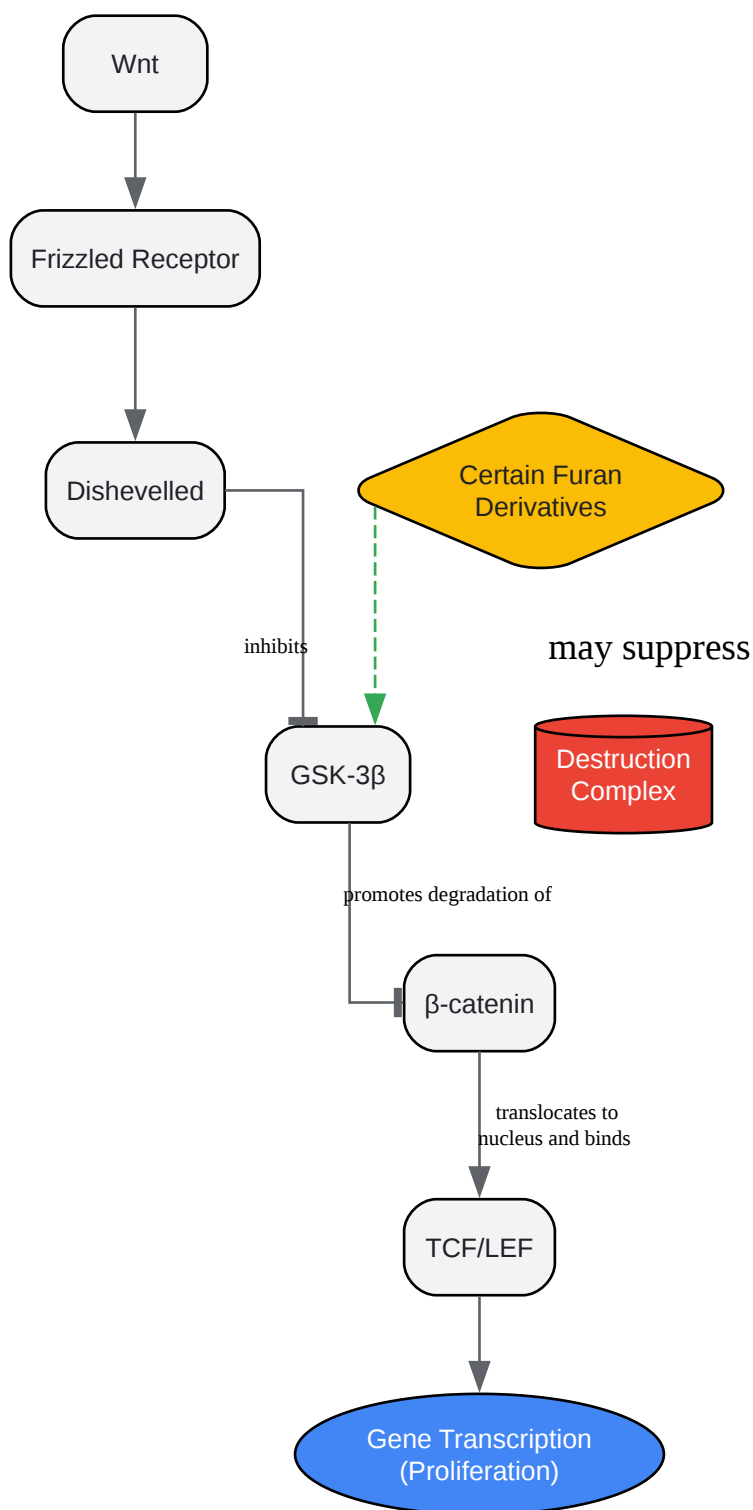 Wnt
Frizzled Receptor
Dishevelled
Certain Furan
Derivatives
inhibits
may suppress
GSK-3β
Destruction
Complex
promotes degradation of
β-catenin
translocates to
nucleus and binds
TCF/LEF
Gene Transcription
(Proliferation)